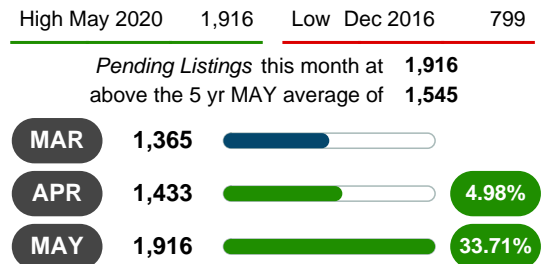 High May 2020 1,916 Low Dec 2016 799
Pending Listings this month at 1,916
above the 5 yr MAY average of 1,545
MAR 1,365
APR 1,433 4.98%
MAY 1,916 33.71%